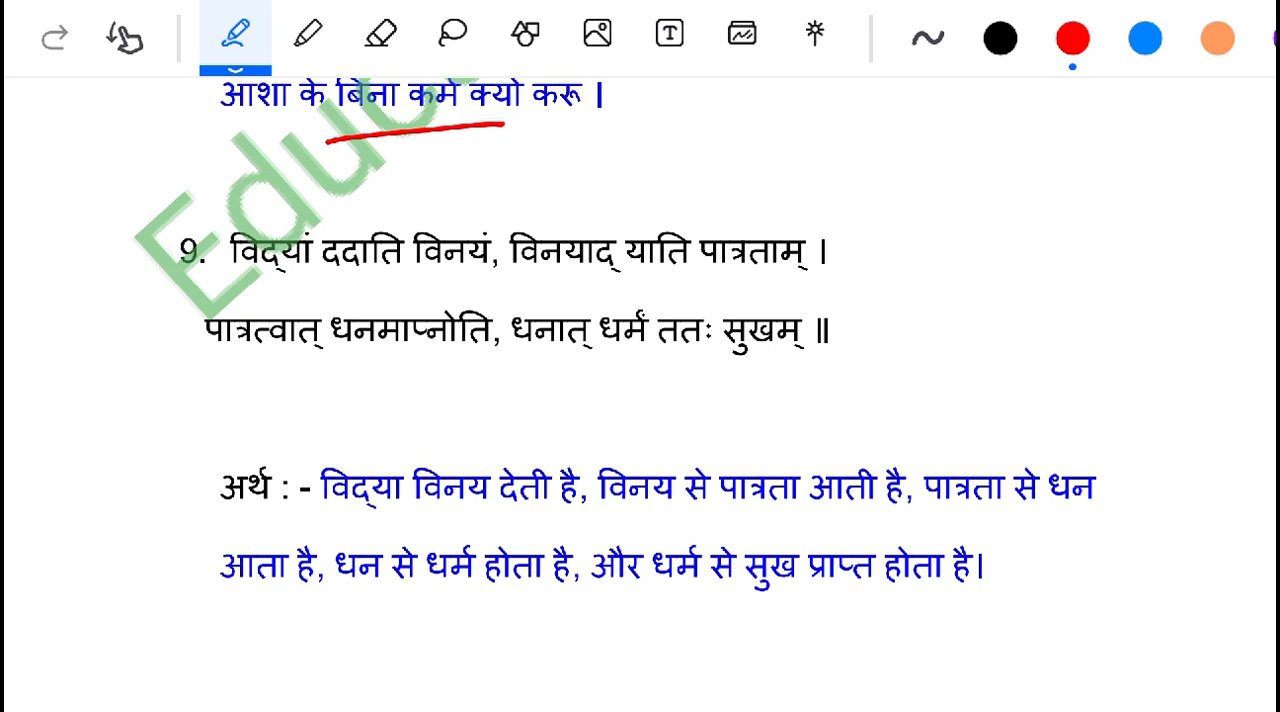 आशा के बिना कर्म क्यो करू |
Educ
9. विद्यां ददाति विनयं, विनयाद् याति पात्रताम् |
पात्रत्वात् धनमाप्नोति, धनात् धर्मं ततः सुखम् ॥
अर्थ : - विद्या विनय देती है, विनय से पात्रता आती है, पात्रता से धन
आता है, धन से धर्म होता है, और धर्म से सुख प्राप्त होता है।